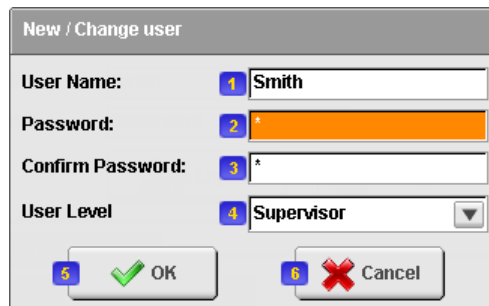 New / Change user
User Name: 1 Smith
Password: 2 *
Confirm Password: 3 *
User Level 4 Supervisor
5 OK 6 Cancel